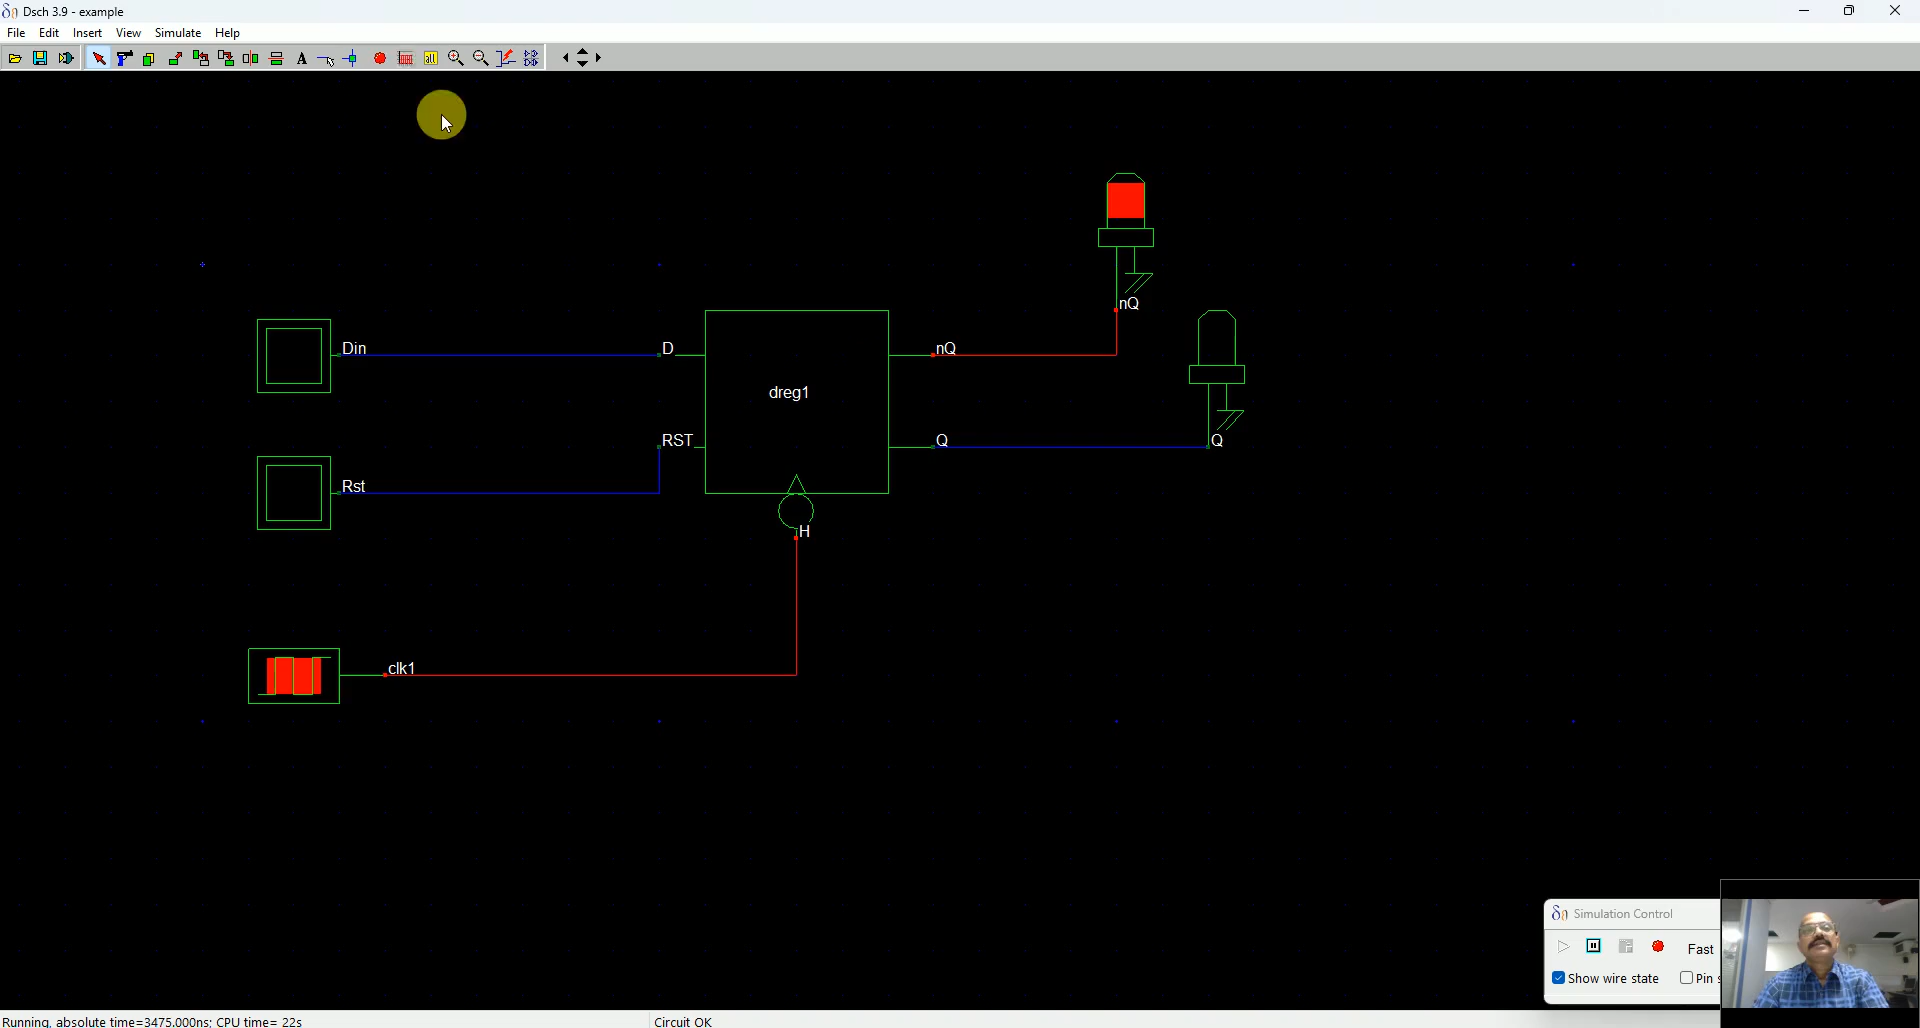 Dsch 3.9 - example
File Edit Insert View Simulate Help
A all
nQ
Din D nQ
dreg1
RST Q Q
Rst
H
clk1
Simulation Control
Fast
Show wire state Pin
Running, absolute time=3475.000ns; CPU time= 22s Circuit OK